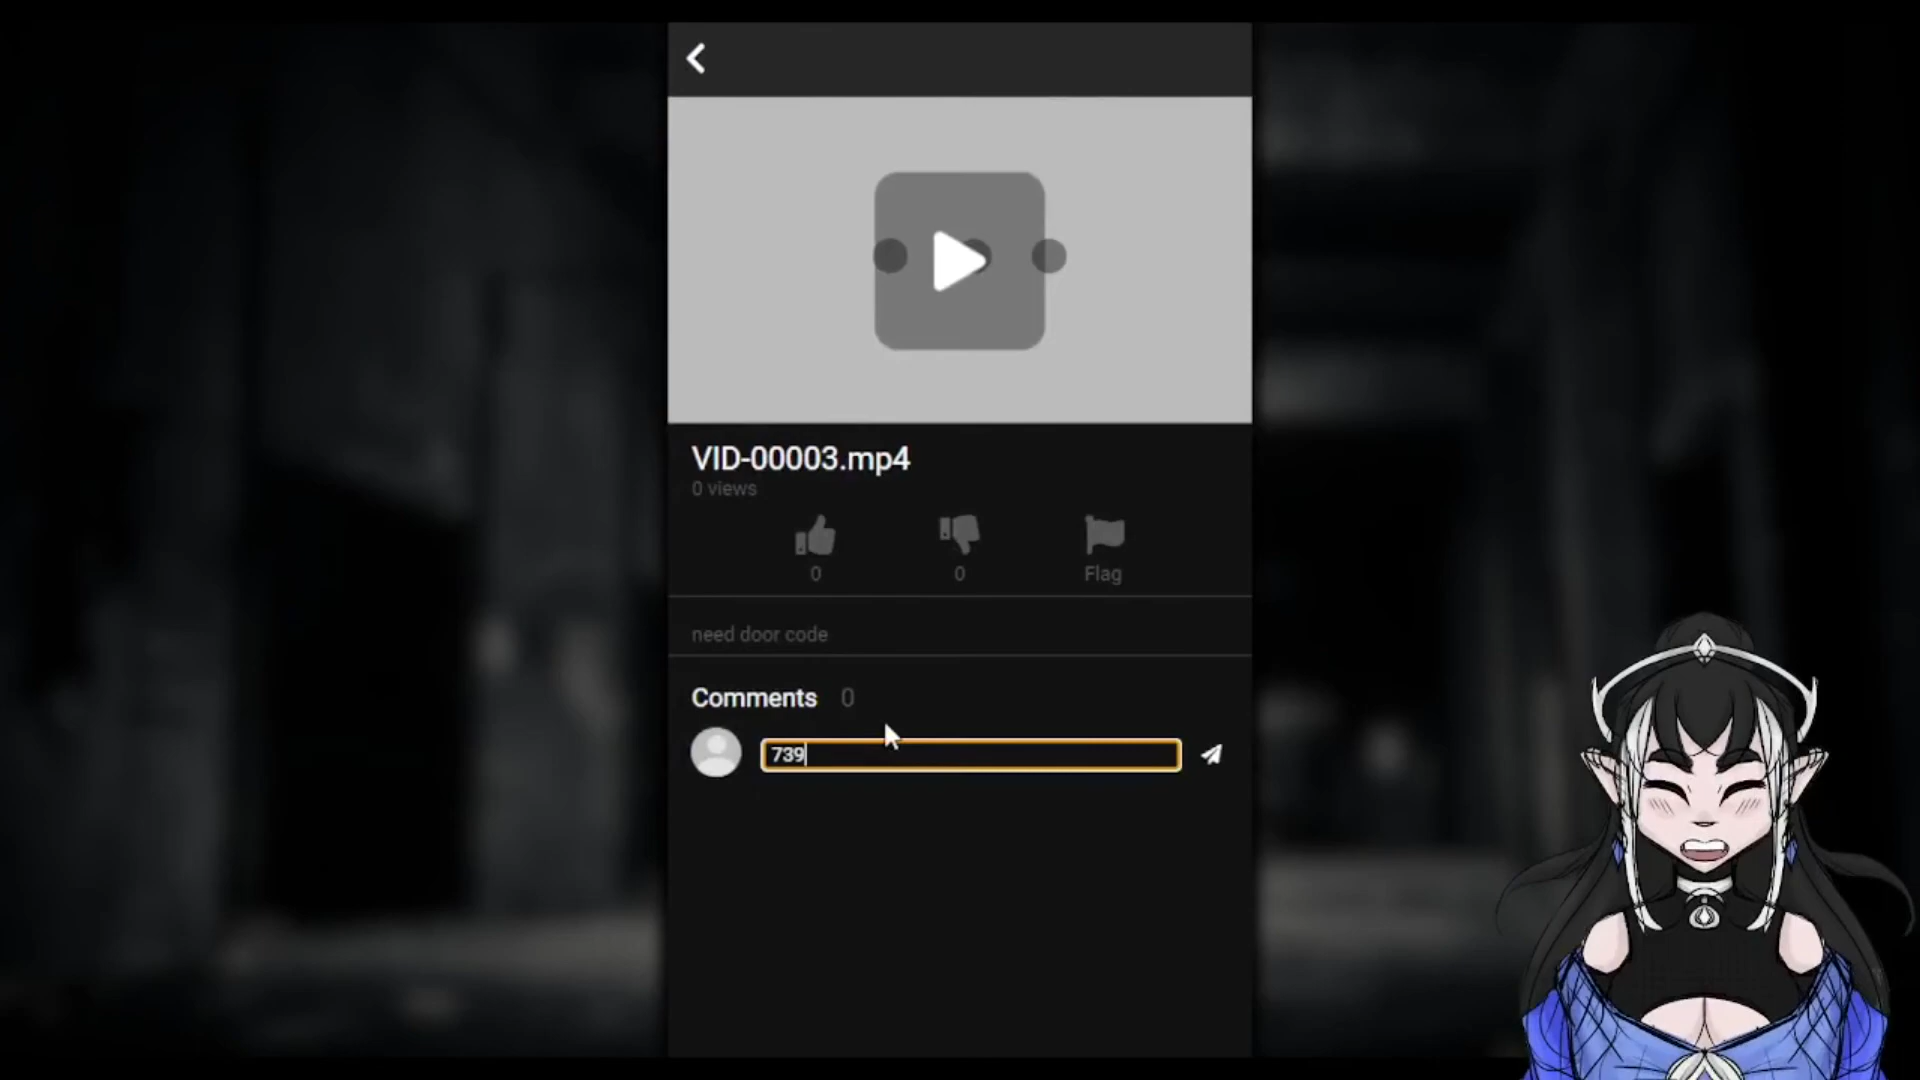 VID-00003.mp4
0 views
0
0
Flag
need door code
Comments 0
739